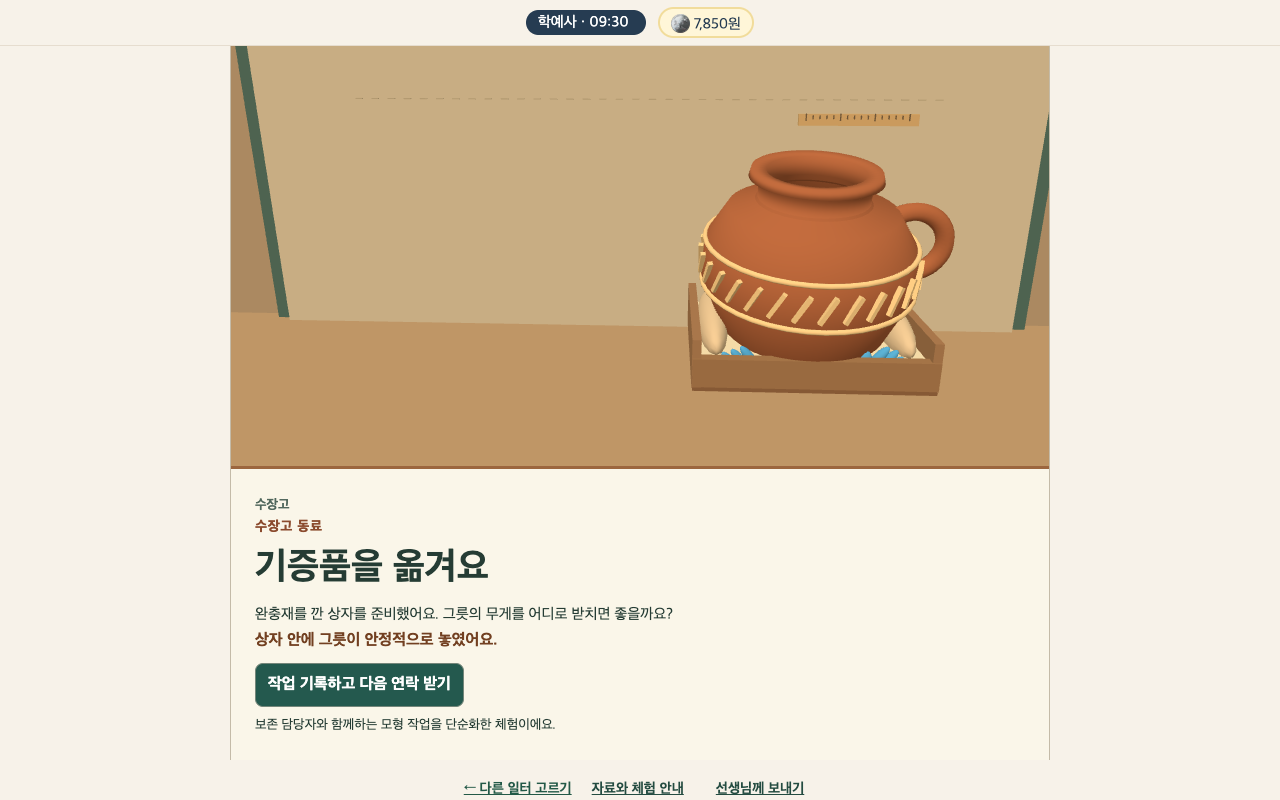 학예사 · 09:30
7,850원
수장고
수장고 동료
기증품을 옮겨요
완충재를 깐 상자를 준비했어요. 그릇의 무게를 어디로 받치면 좋을까요?
상자 안에 그릇이 안정적으로 놓였어요.
작업 기록하고 다음 연락 받기
보존 담당자와 함께하는 모형 작업을 단순화한 체험이에요.
← 다른 일터 고르기 자료와 체험 안내 선생님께 보내기